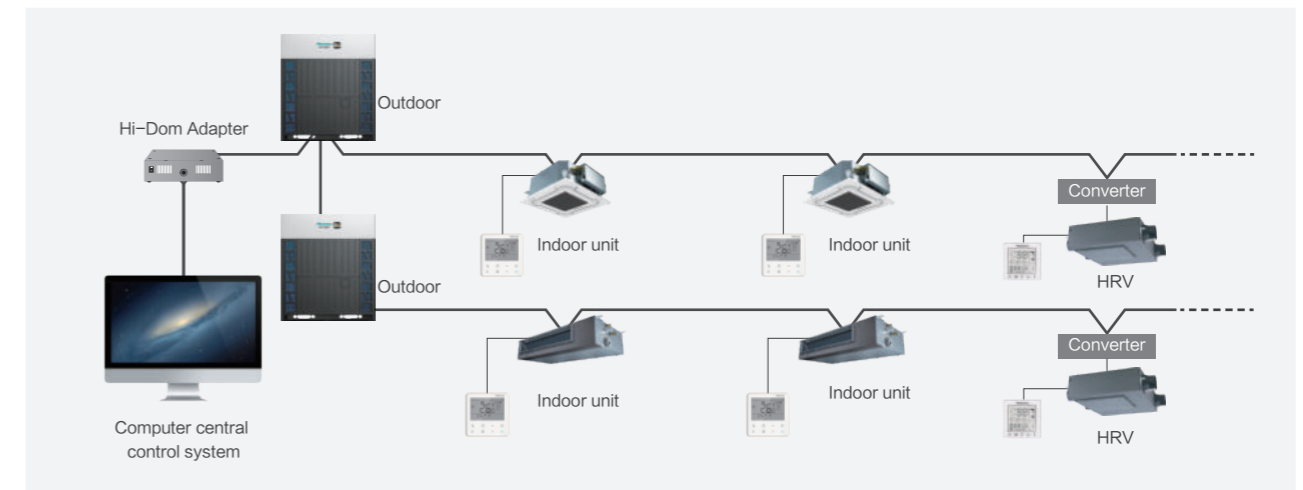 Outdoor
Hi-Dom Adapter
Converter
Indoor unit
Indoor unit
HRV
Outdoor
Converter
Indoor unit
Indoor unit
HRV
Computer central
control system